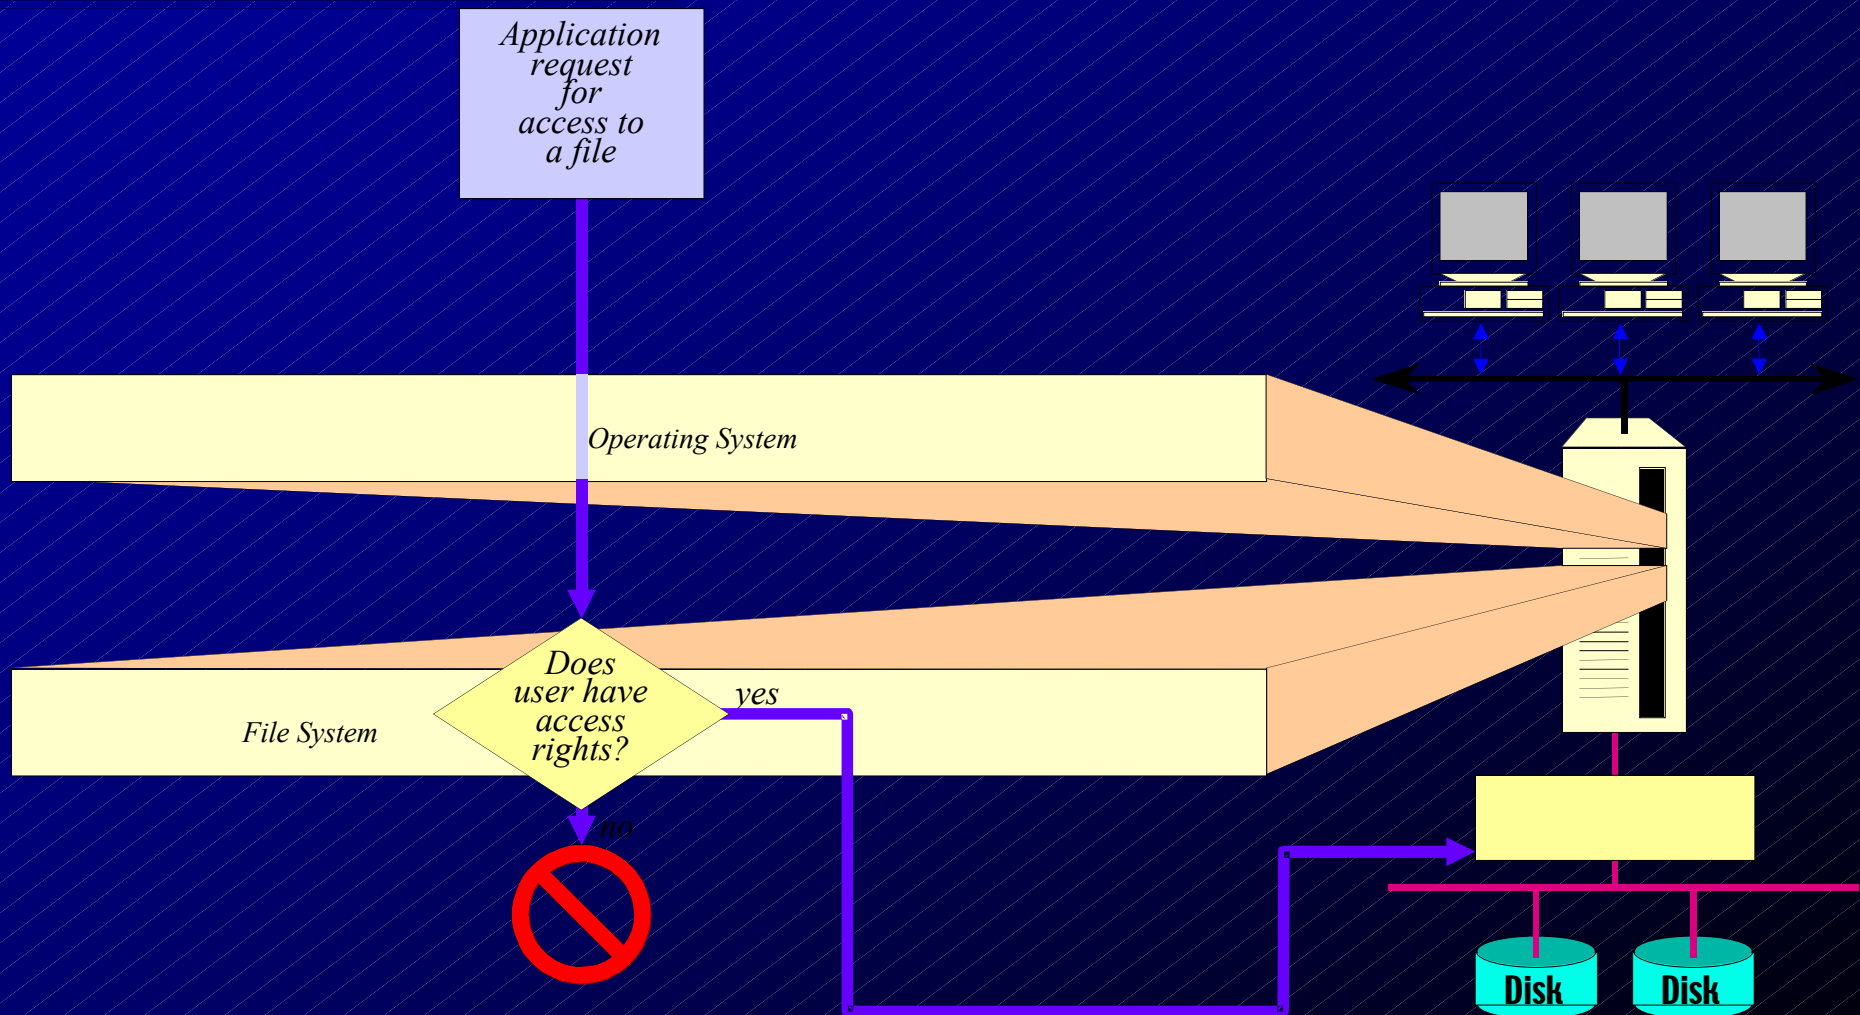 Application
request
for
access to
a file
Operating System
Does
user have
access
rights?
yes
File System
no
Disk
Disk